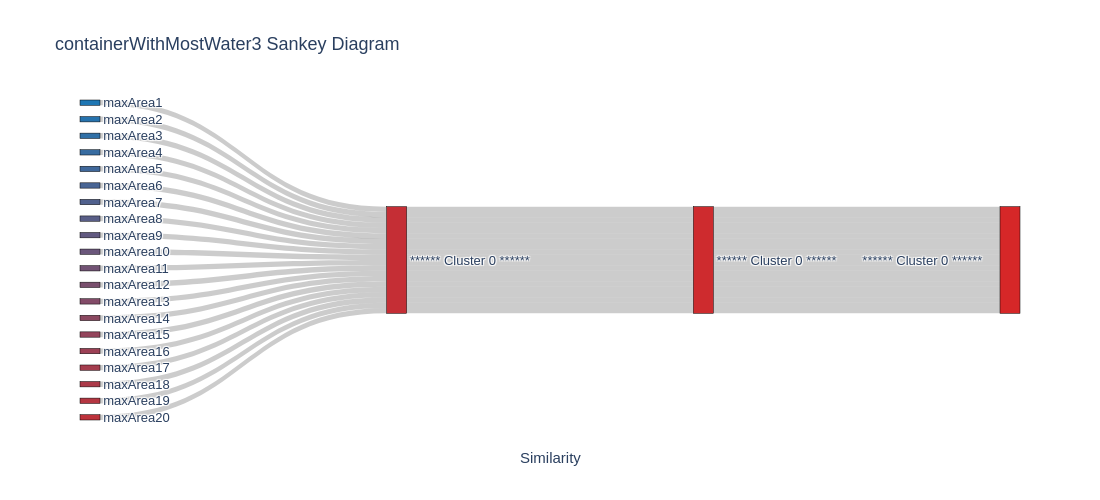 containerWithMostWater3 Sankey Diagram
maxArea1
maxArea2
maxArea3
maxArea4
maxArea5
maxArea6
maxArea7
maxArea8
maxArea9
maxArea10
maxArea11
maxArea12
maxArea13
maxArea14
maxArea15
maxArea16
maxArea17
maxArea18
maxArea19
maxArea20
****** Cluster 0 ******
****** Cluster 0 ******
****** Cluster 0 ******
Similarity